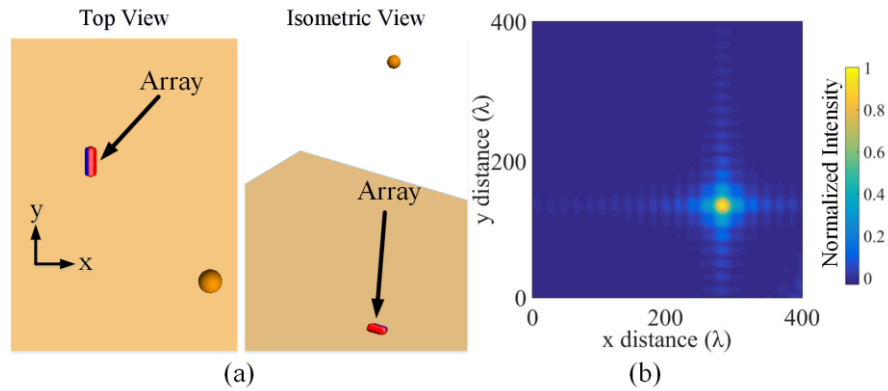 Top View
Isometric View
Array
Array
y
x
(a)
400
200
0
y distance (λ)
0
200
400
x distance (λ)
1
0.8
0.6
0.4
0.2
0
Normalized Intensity
(b)